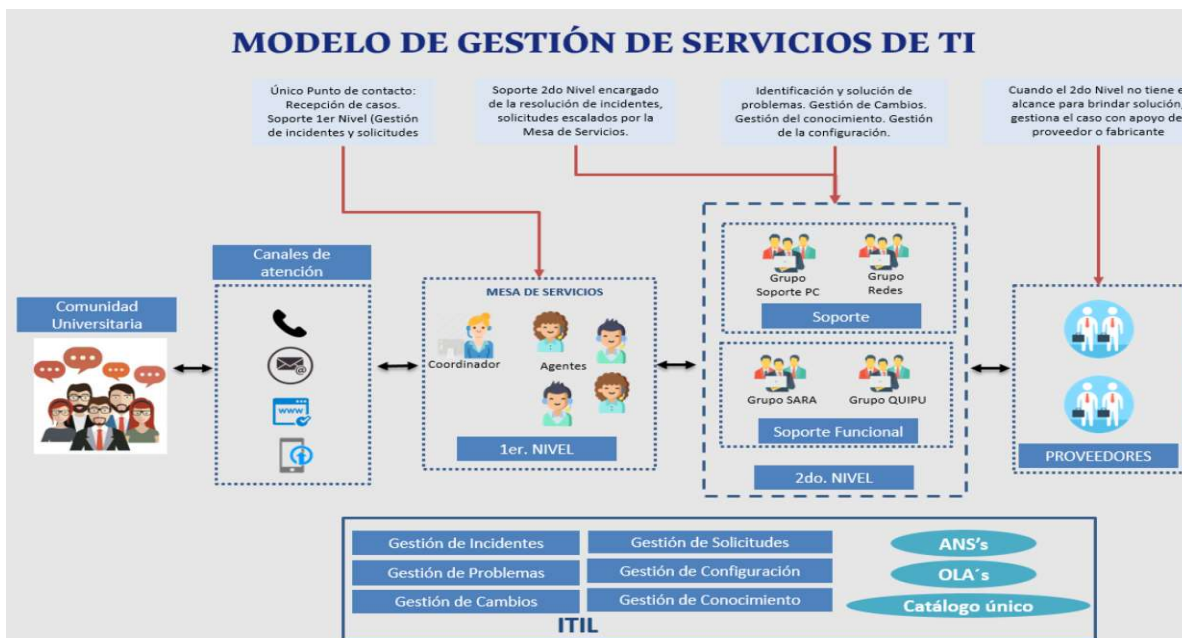 MODELO DE GESTIÓN DE SERVICIOS DE TI
Único Punto de contacto:
Recepción de casos.
Soporte 1er Nivel (Gestión
de incidentes y solicitudes
Soporte 2do Nivel encargado
de la resolución de incidentes,
solicitudes escalados por la
Mesa de Servicios.
Identificación y solución de
problemas. Gestión de Cambios.
Gestión del conocimiento. Gestión
de la configuración.
Cuando el 2do Nivel no tiene e
alcance para brindar solución,
gestiona el caso con apoyo de
proveedor o fabricante
Comunidad
Universitaria
Canales de
atención
@
www
MESA DE SERVICIOS
Coordinador
Agentes
1er. NIVEL
Grupo
Soporte PC
Grupo
Redes
Soporte
Grupo SARA
Grupo QUIPU
Soporte Funcional
2do. NIVEL
PROVEEDORES
Gestión de Incidentes
Gestión de Solicitudes
ANS's
Gestión de Problemas
Gestión de Configuración
OLA´s
Gestión de Cambios
Gestión de Conocimiento
Catálogo único
ITIL